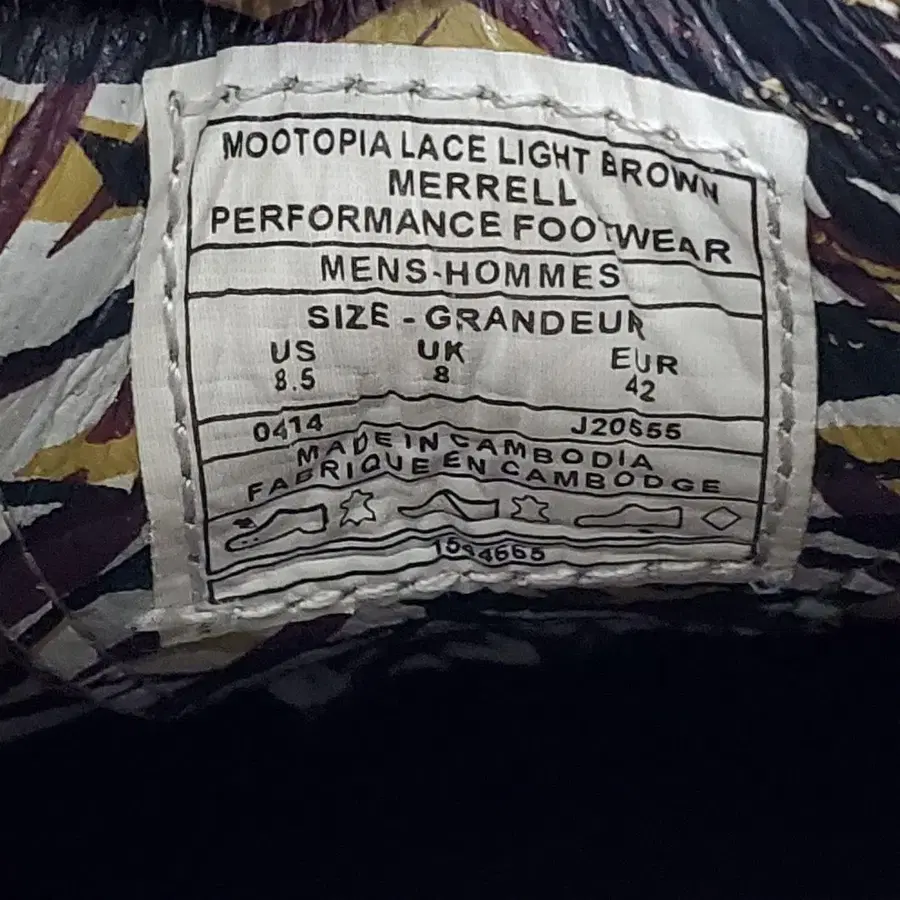 MOOTOPIA LACE LIGHT BROWN
MERRELL
PERFORMANCE FOOTWEAR
MENS-HOMMES
SIZE - GRANDEUR
US UK EUR
8.5 8 42
0414 J20555
MADE IN CAMBODIA
FABRIQUE EN CAMBODGE